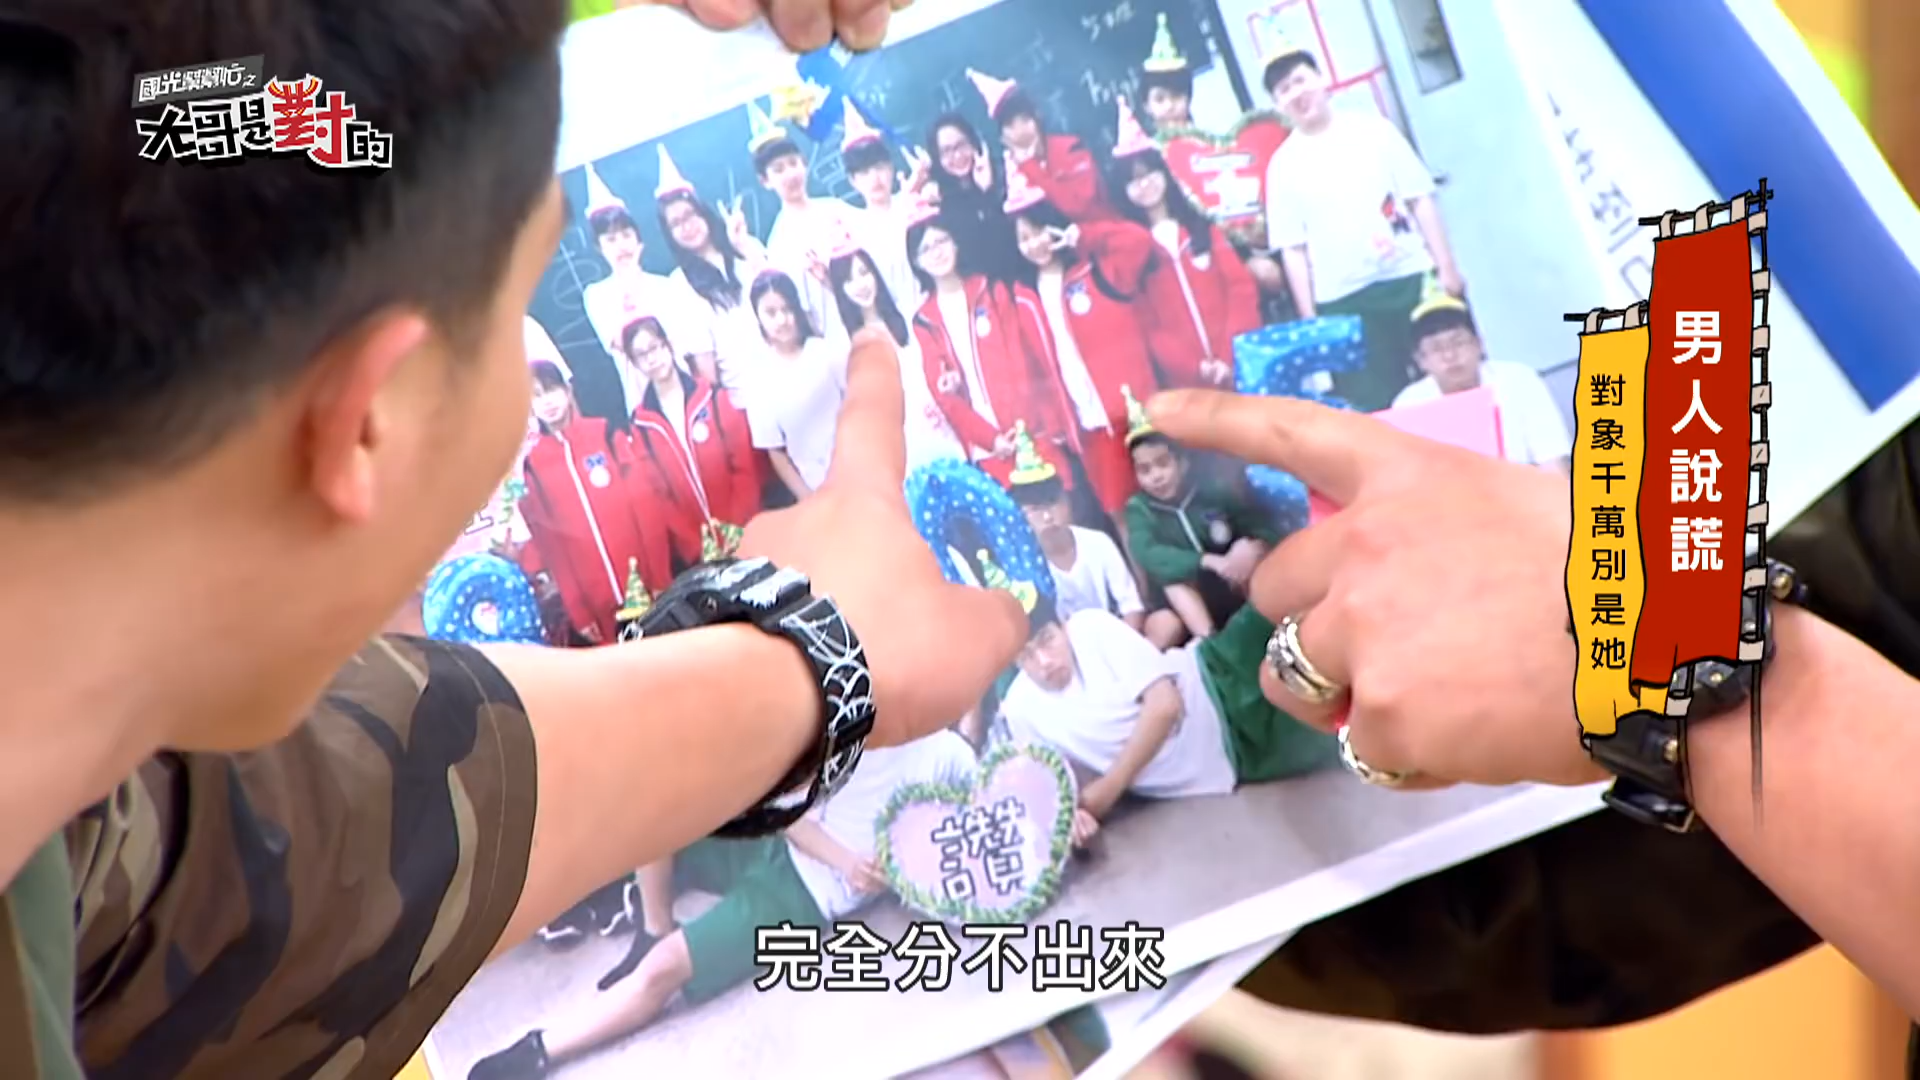 國光幫幫忙之
大哥是對的
男人說謊
對象千萬別是她
王
讚
完全分不出來